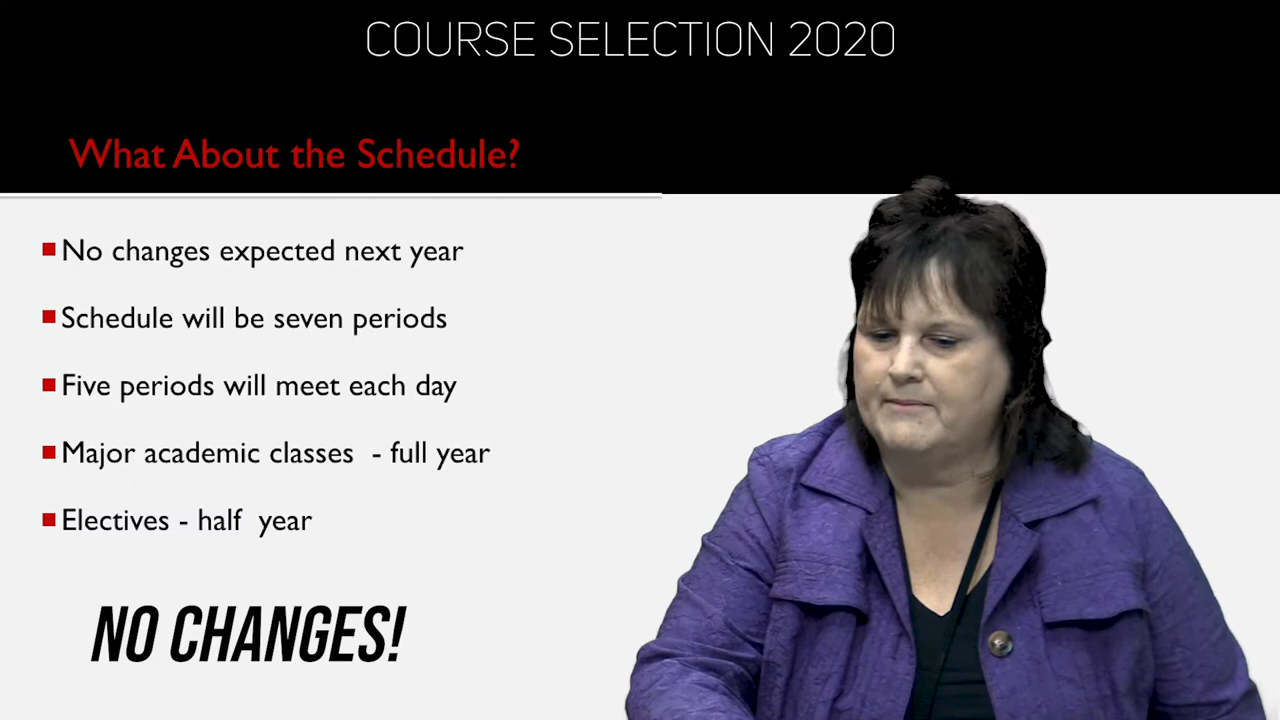 COURSE SELECTION 2020
What About the Schedule?
No changes expected next year
Schedule will be seven periods
Five periods will meet each day
Major academic classes - full year
Electives - half year
NO CHANGES!